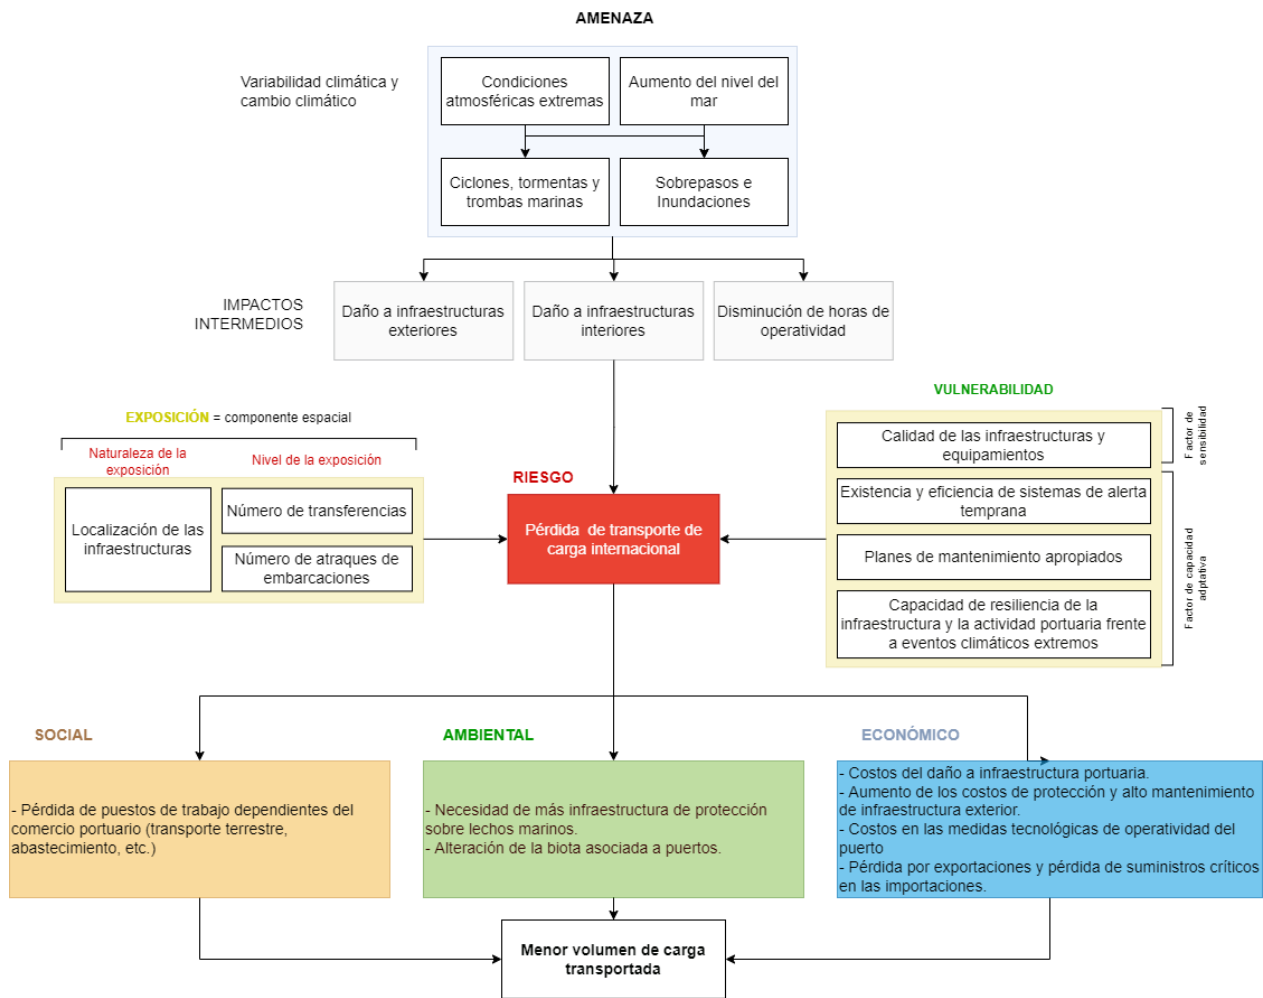 AMENAZA
Variabilidad climática y
cambio climático
Condiciones
atmosféricas extremas
Aumento del nivel del
mar
Ciclones, tormentas y
trombas marinas
Sobrepasos e
Inundaciones
IMPACTOS
INTERMEDIOS
Daño a infraestructuras
exteriores
Daño a infraestructuras
interiores
Disminución de horas de
operatividad
EXPOSICIÓN = componente espacial
Naturaleza de la
exposición
Nivel de la exposición
Localización de las
infraestructuras
Número de transferencias
Número de atraques de
embarcaciones
RIESGO
Pérdida de transporte de
carga internacional
VULNERABILIDAD
Calidad de las infraestructuras y
equipamientos
Existencia y eficiencia de sistemas de alerta
temprana
Planes de mantenimiento apropiados
Capacidad de resiliencia de la
infraestructura y la actividad portuaria frente
a eventos climáticos extremos
Factor de
sensibilidad
Factor de capacidad
adptativa
SOCIAL
- Pérdida de puestos de trabajo dependientes del
comercio portuario (transporte terrestre,
abastecimiento, etc.)
AMBIENTAL
- Necesidad de más infraestructura de protección
sobre lechos marinos.
- Alteración de la biota asociada a puertos.
ECONÓMICO
- Costos del daño a infraestructura portuaria.
- Aumento de los costos de protección y alto mantenimiento
de infraestructura exterior.
- Costos en las medidas tecnológicas de operatividad del
puerto
- Pérdida por exportaciones y pérdida de suministros críticos
en las importaciones.
Menor volumen de carga
transportada